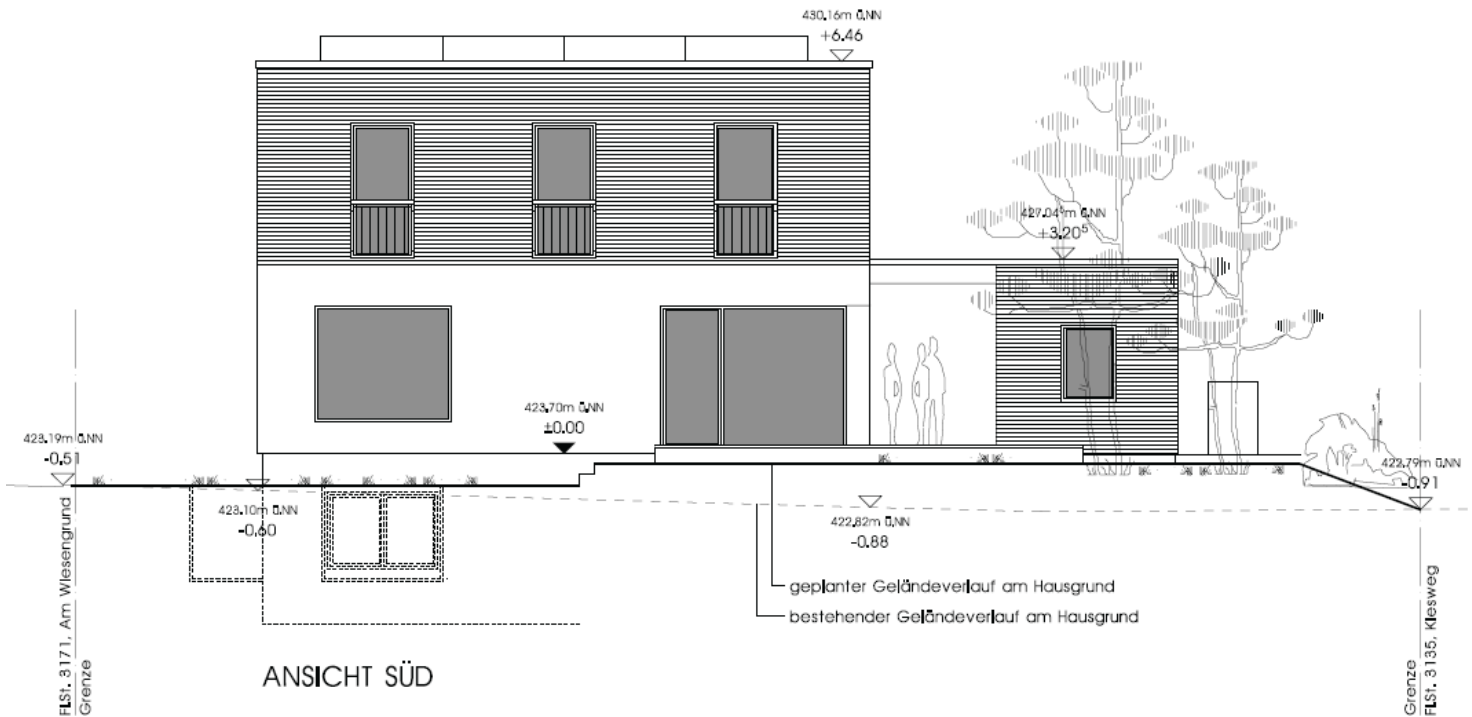 430.16m ü.NN
+6.46
427.04⁵m ü.NN
+3.20⁵
423.70m ü.NN
±0.00
423.19m ü.NN
-0.51
422.79m ü.NN
-0.91
423.10m ü.NN
-0.60
422.82m ü.NN
-0.88
geplanter Geländeverlauf am Hausgrund
bestehender Geländeverlauf am Hausgrund
ANSICHT SÜD
FLSt. 3171, Am Wiesengrund
Grenze
Grenze
FLSt. 3135, Kiesweg